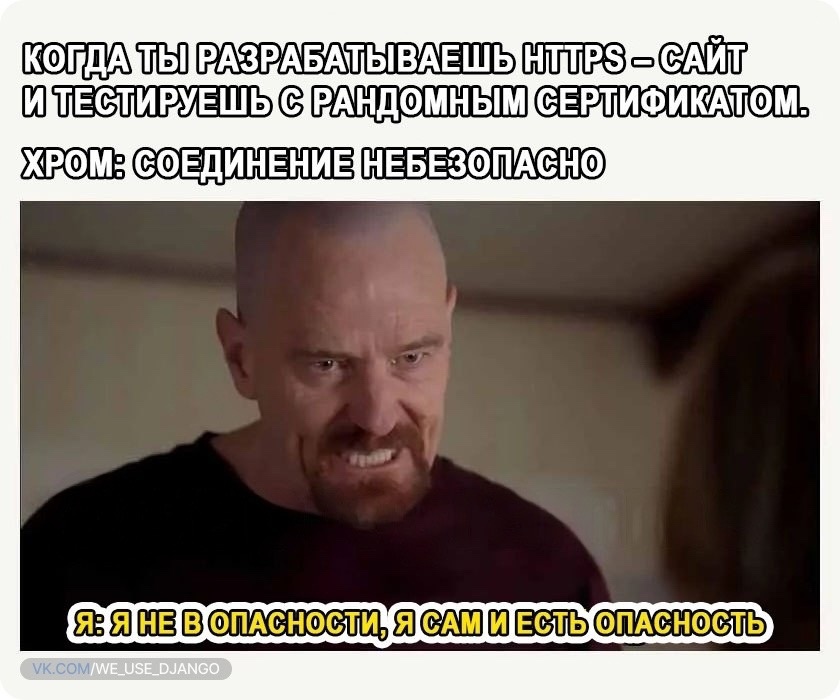 КОГДА ТЫ РАЗРАБАТЫВАЕШЬ HTTPS – САЙТ
И ТЕСТИРУЕШЬ С РАНДОМНЫМ СЕРТИФИКАТОМ.
ХРОМ: СОЕДИНЕНИЕ НЕБЕЗОПАСНО
Я: Я НЕ В ОПАСНОСТИ, Я САМ И ЕСТЬ ОПАСНОСТЬ
VK.COM/WE_USE_DJANGO